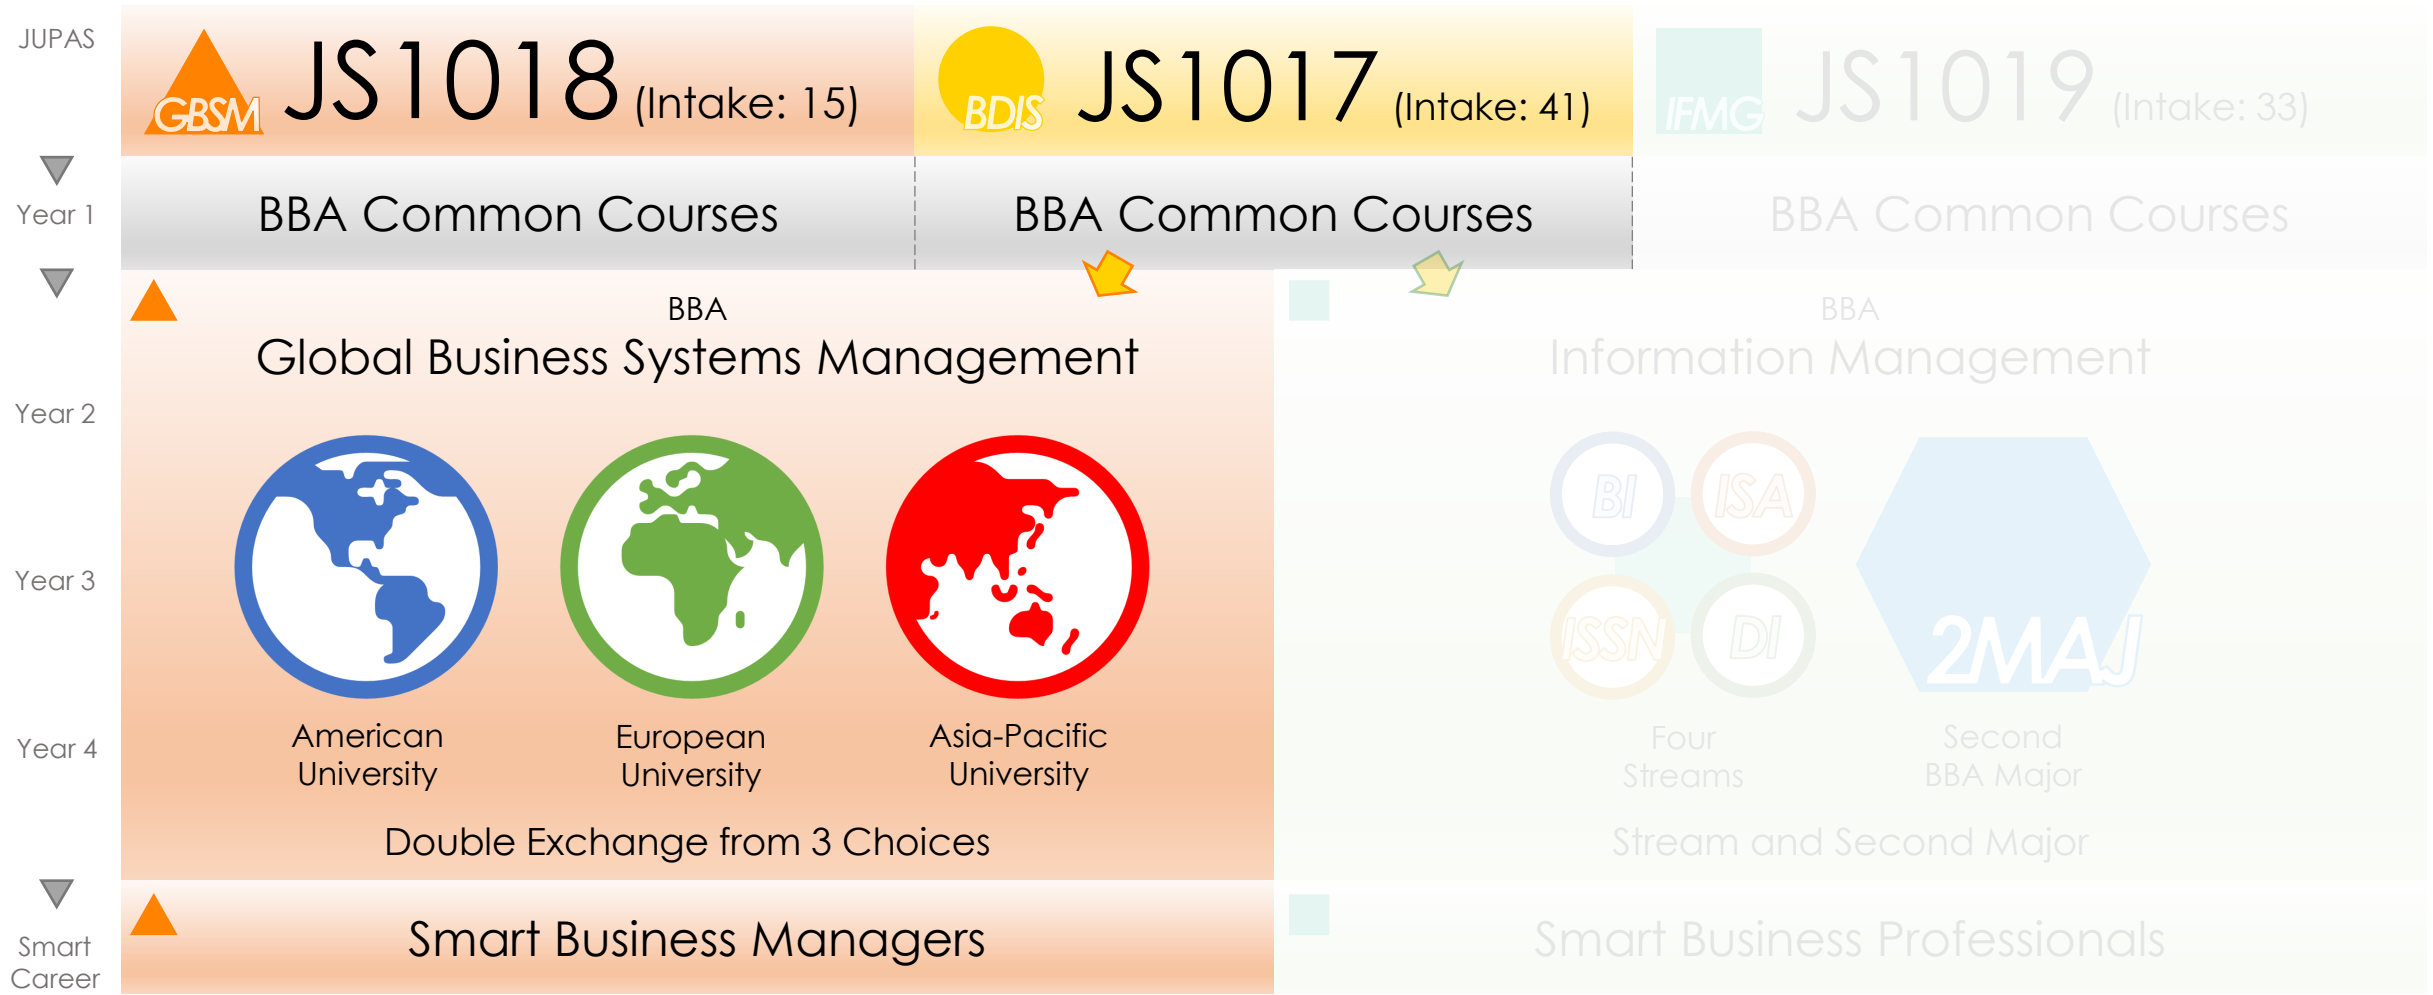 JUPAS
GBSM
JS1018 (Intake: 15)
BDIS
JS1017 (Intake: 41)
IFMG
JS1019 (Intake: 33)
Year 1
BBA Common Courses
BBA Common Courses
BBA Common Courses
BBA
Global Business Systems Management
BBA
Information Management
Year 2
BI
ISA
Year 3
ISSN
DI
2MAJ
Year 4
American
University
European
University
Asia-Pacific
University
Four
Streams
Second
BBA Major
Double Exchange from 3 Choices
Stream and Second Major
Smart
Career
Smart Business Managers
Smart Business Professionals